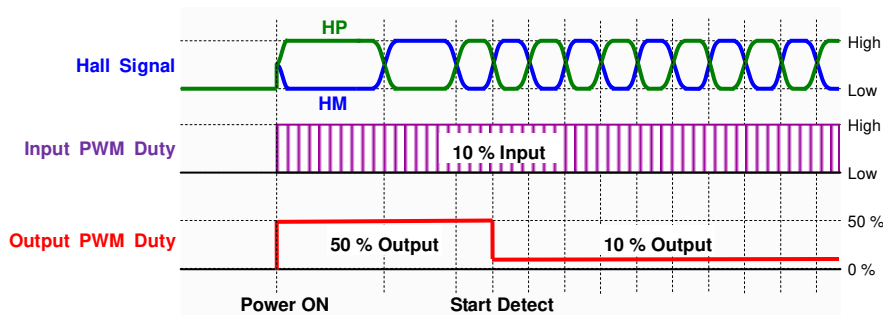 HP
High
Hall Signal
Low
HM
High
Input PWM Duty
10 % Input
Low
50 %
Output PWM Duty
50 % Output
10 % Output
0 %
Power ON
Start Detect